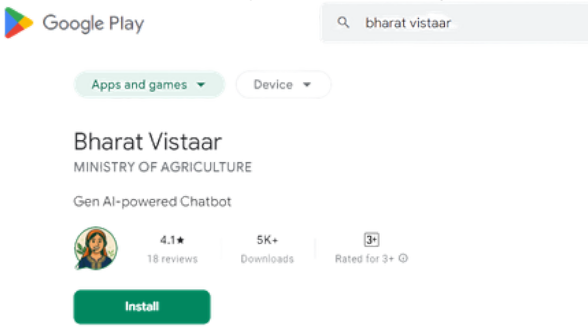 Google Play
bharat vistaar
Apps and games
Device
Bharat Vistaar
MINISTRY OF AGRICULTURE
Gen AI-powered Chatbot
4.1★
18 reviews
5K+
Downloads
3+
Rated for 3+
Install